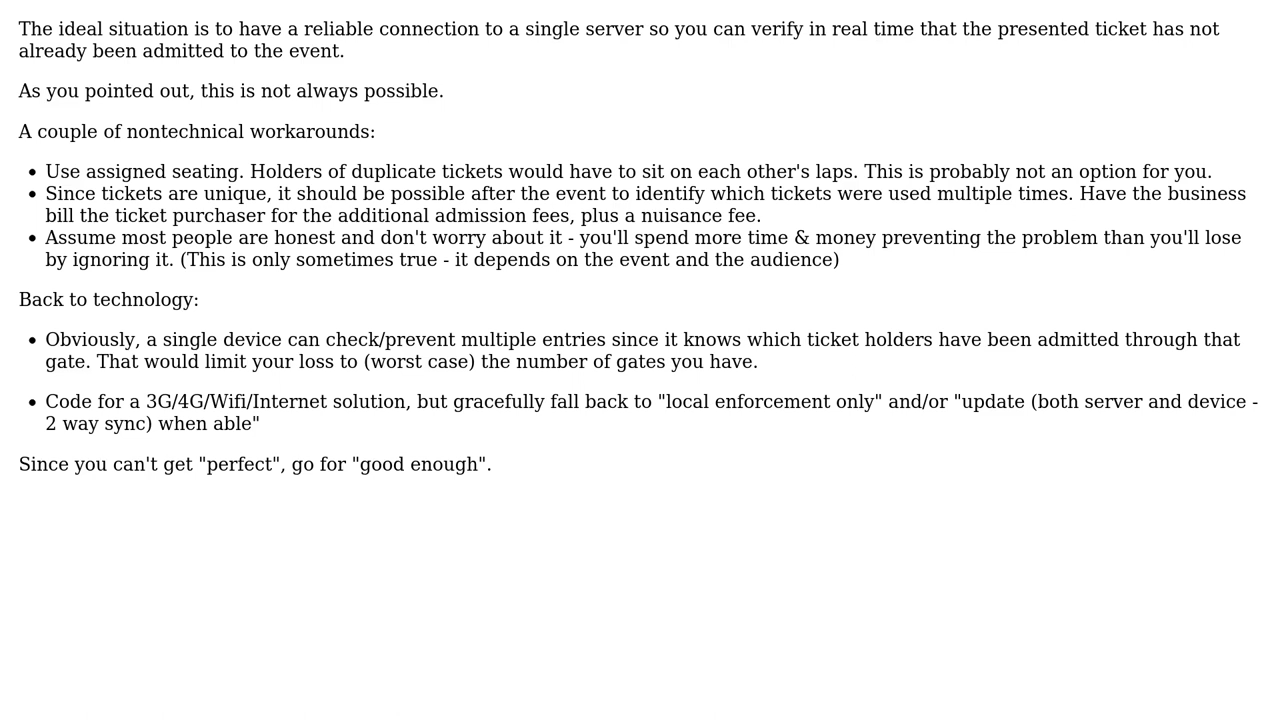 The ideal situation is to have a reliable connection to a single server so you can verify in real time that the presented ticket has not
already been admitted to the event.
As you pointed out, this is not always possible.
A couple of nontechnical workarounds:
• Use assigned seating. Holders of duplicate tickets would have to sit on each other's laps. This is probably not an option for you.
• Since tickets are unique, it should be possible after the event to identify which tickets were used multiple times. Have the business
bill the ticket purchaser for the additional admission fees, plus a nuisance fee.
• Assume most people are honest and don't worry about it - you'll spend more time & money preventing the problem than you'll lose
by ignoring it. (This is only sometimes true - it depends on the event and the audience)
Back to technology:
• Obviously, a single device can check/prevent multiple entries since it knows which ticket holders have been admitted through that
gate. That would limit your loss to (worst case) the number of gates you have.
• Code for a 3G/4G/Wifi/Internet solution, but gracefully fall back to "local enforcement only" and/or "update (both server and device -
2 way sync) when able"
Since you can't get "perfect", go for "good enough".